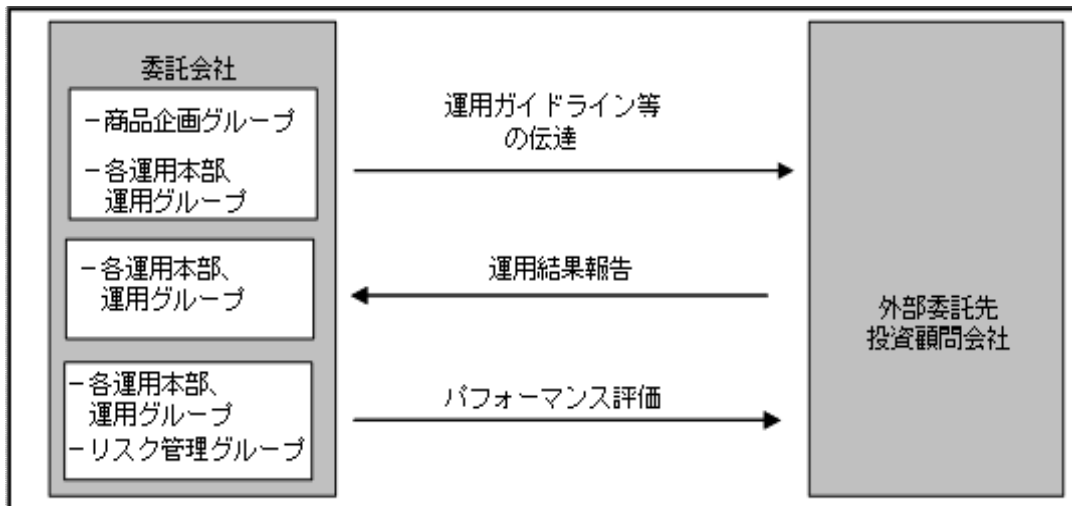 委託会社
－商品企画グループ
－各運用本部、
運用グループ
運用ガイドライン等
の伝達
－各運用本部、
運用グループ
運用結果報告
－各運用本部、
運用グループ
－リスク管理グループ
パフォーマンス評価
外部委託先
投資顧問会社